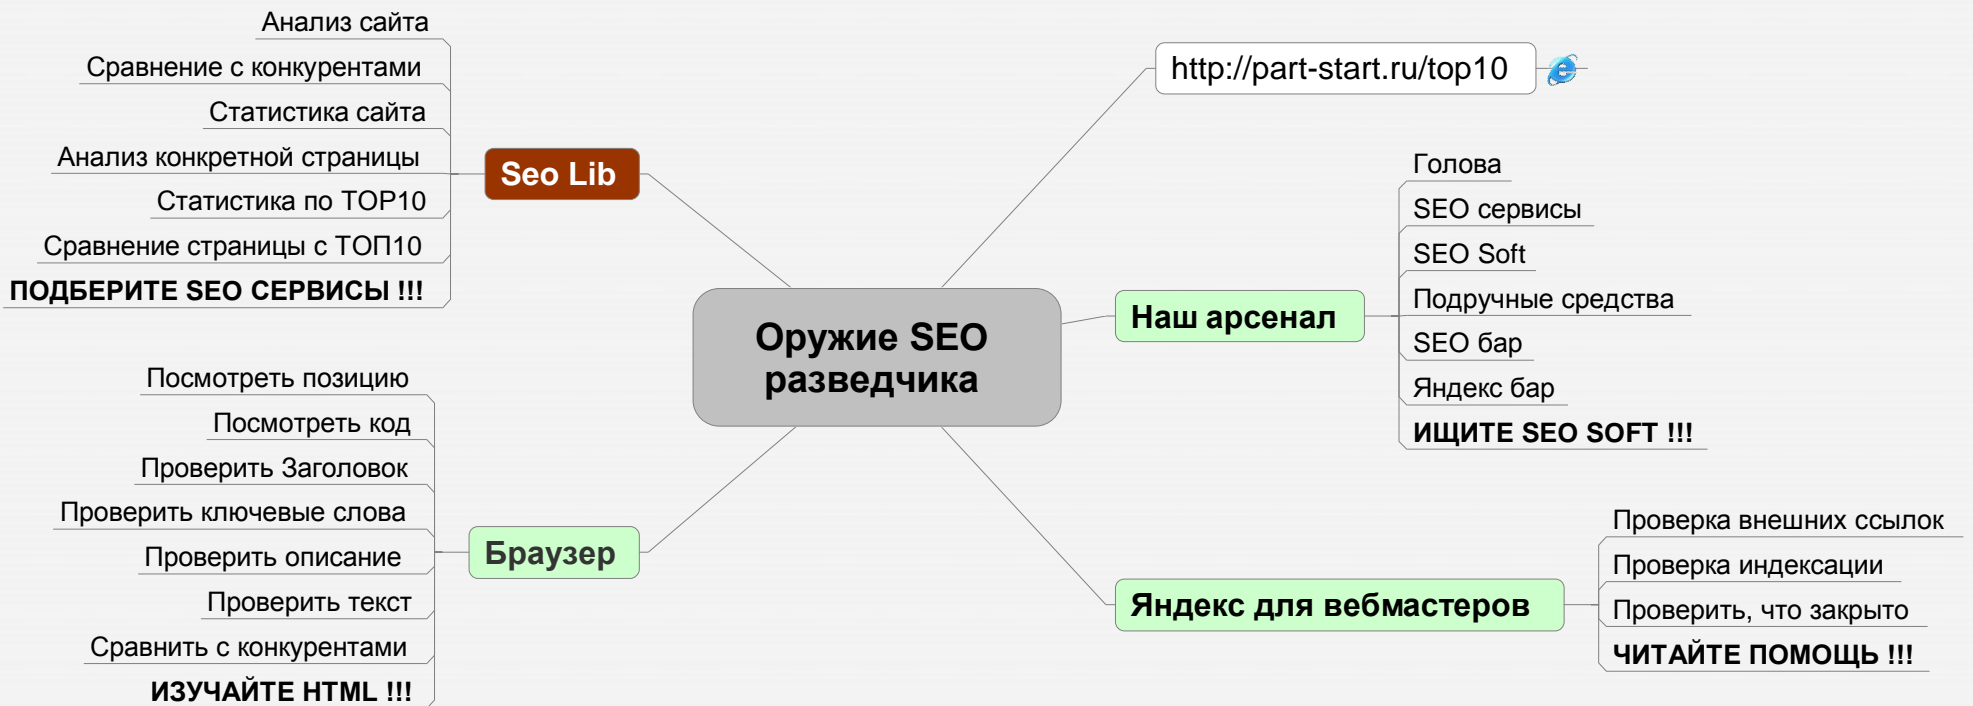 Анализ сайта
Сравнение с конкурентами
Статистика сайта
Анализ конкретной страницы
Статистика по TOP10
Сравнение страницы с ТОП10
ПОДБЕРИТЕ SEO СЕРВИСЫ !!!
Seo Lib
Посмотреть позицию
Посмотреть код
Проверить Заголовок
Проверить ключевые слова
Проверить описание
Проверить текст
Сравнить с конкурентами
ИЗУЧАЙТЕ HTML !!!
Браузер
Оружие SEO
разведчика
http://part-start.ru/top10
Наш арсенал
Голова
SEO сервисы
SEO Soft
Подручные средства
SEO бар
Яндекс бар
ИЩИТЕ SEO SOFT !!!
Яндекс для вебмастеров
Проверка внешних ссылок
Проверка индексации
Проверить, что закрыто
ЧИТАЙТЕ ПОМОЩЬ !!!